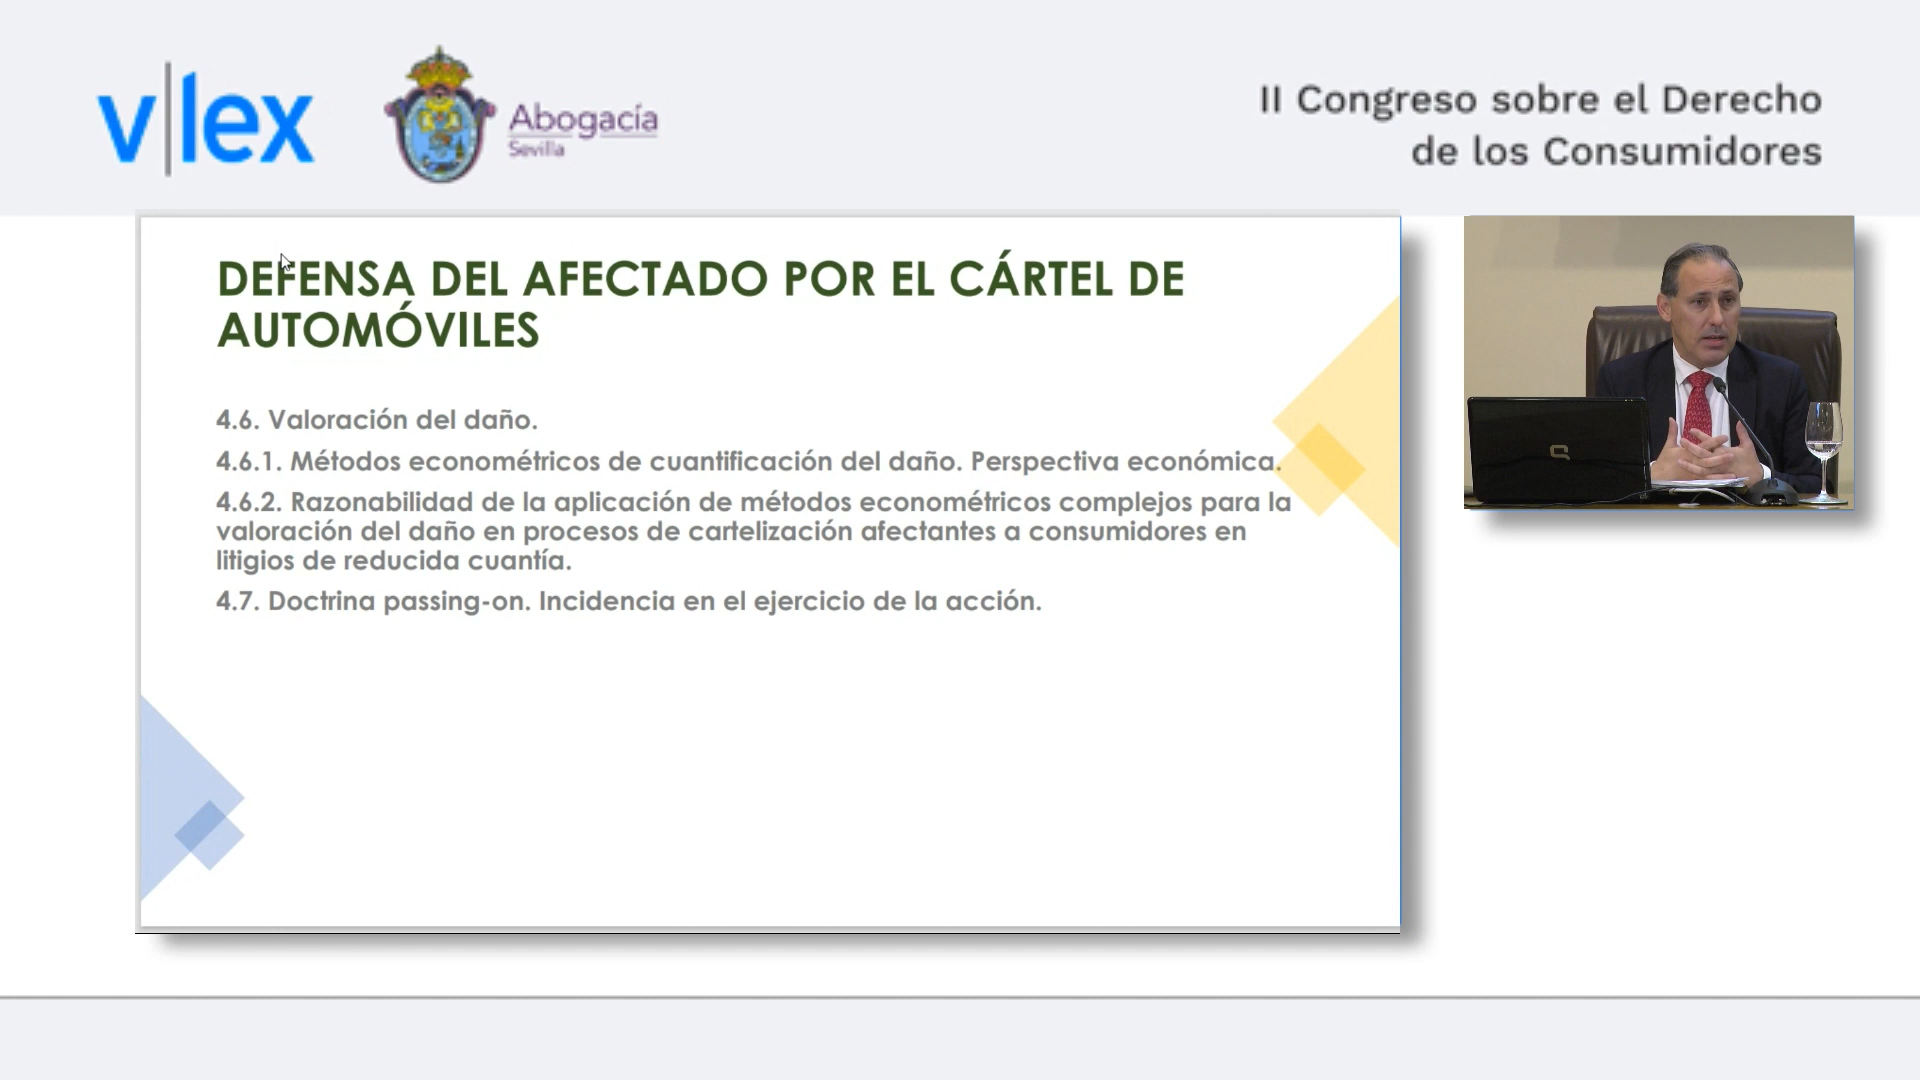 v|lex
Abogacía
Sevilla
II Congreso sobre el Derecho
de los Consumidores
DEFENSA DEL AFECTADO POR EL CÁRTEL DE
AUTOMÓVILES
4.6. Valoración del daño.
4.6.1. Métodos econométricos de cuantificación del daño. Perspectiva económica.
4.6.2. Razonabilidad de la aplicación de métodos econométricos complejos para la
valoración del daño en procesos de cartelización afectantes a consumidores en
litigios de reducida cuantía.
4.7. Doctrina passing-on. Incidencia en el ejercicio de la acción.